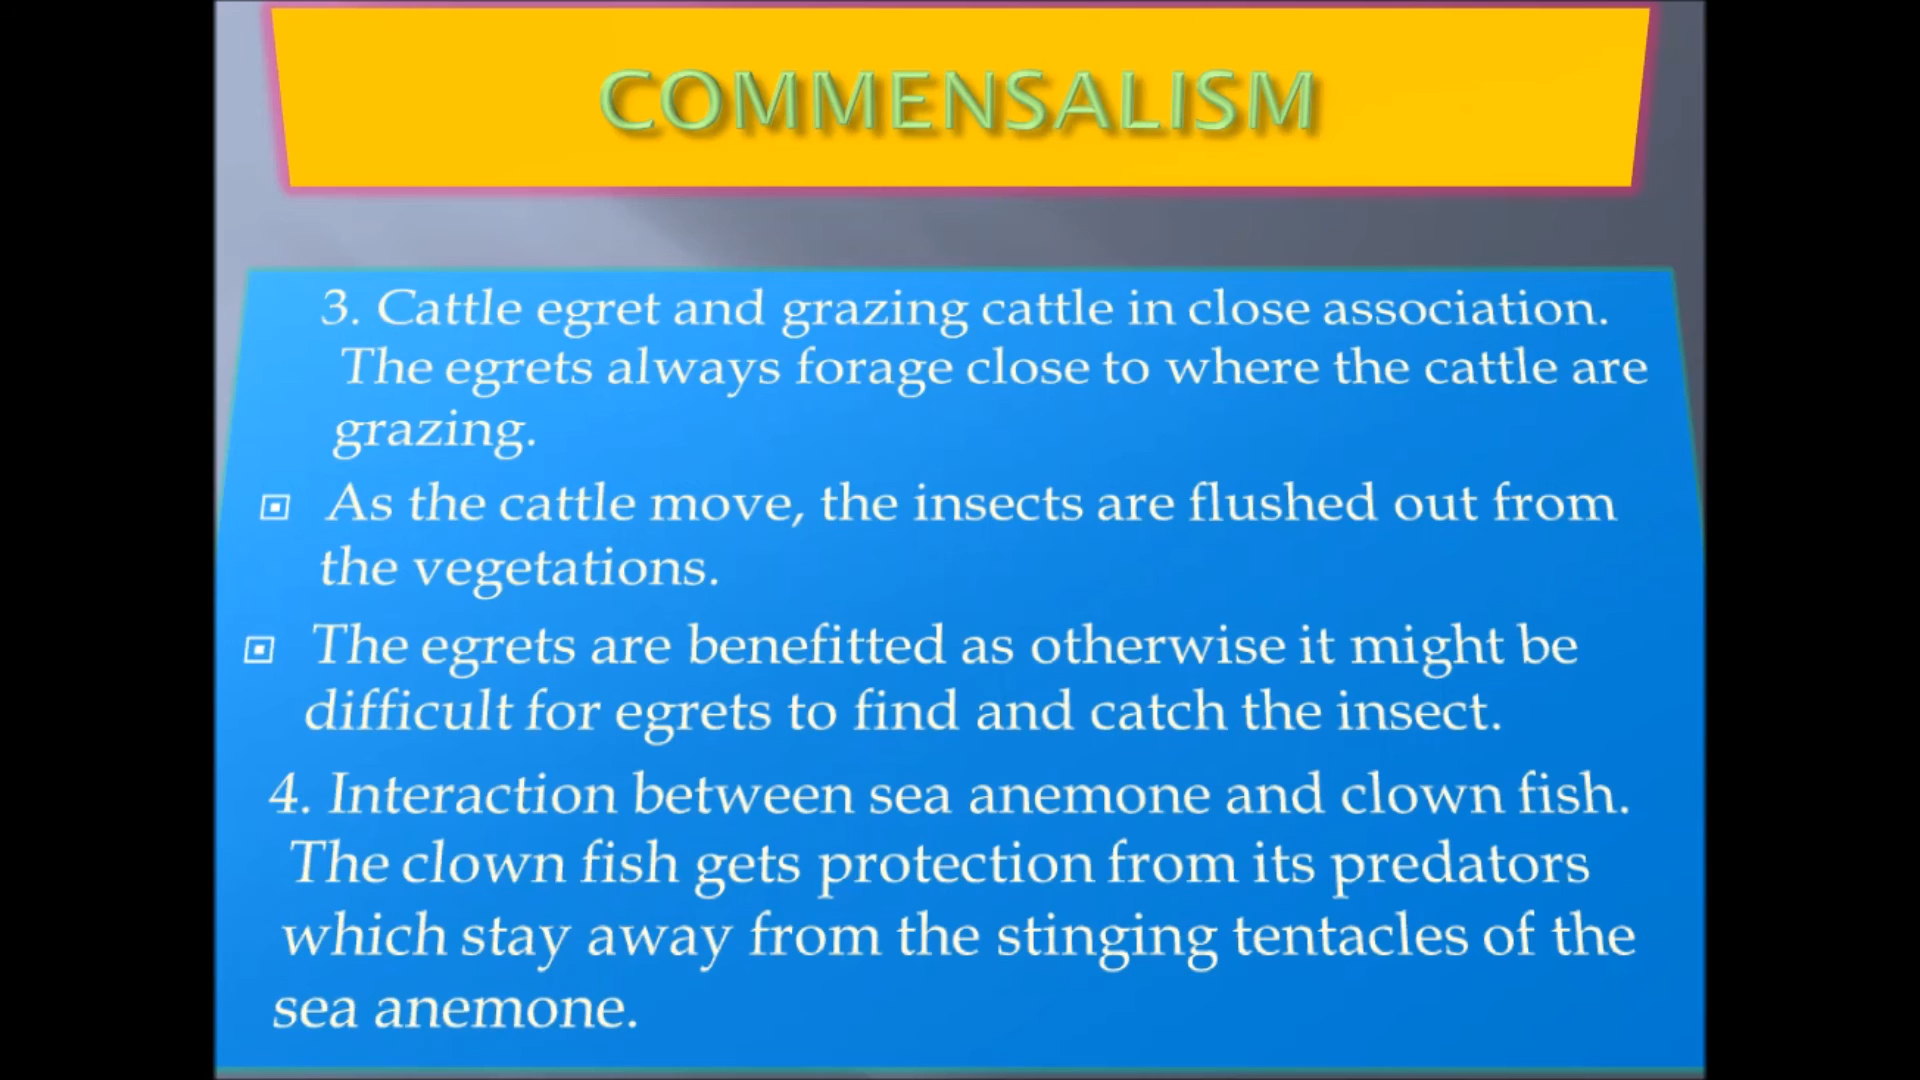 COMMENSALISM
3. Cattle egret and grazing cattle in close association.
The egrets always forage close to where the cattle are
grazing.
As the cattle move, the insects are flushed out from
the vegetations.
The egrets are benefitted as otherwise it might be
difficult for egrets to find and catch the insect.
4. Interaction between sea anemone and clown fish.
The clown fish gets protection from its predators
which stay away from the stinging tentacles of the
sea anemone.